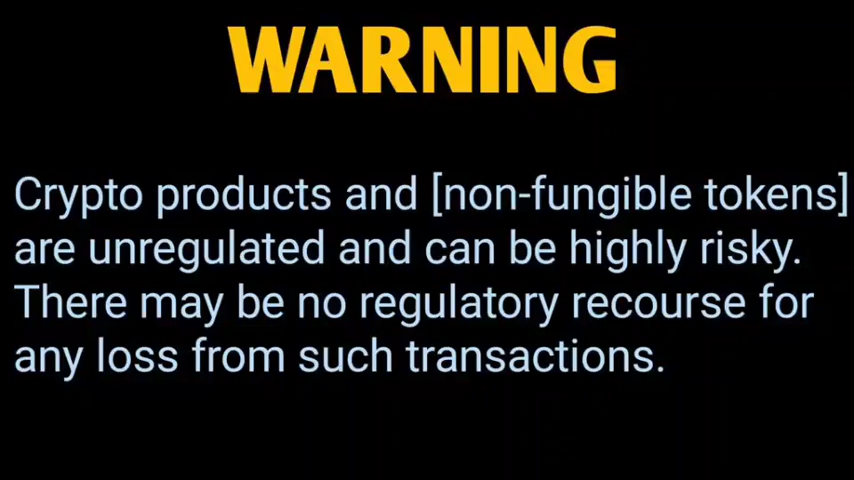 WARNING
Crypto products and [non-fungible tokens]
are unregulated and can be highly risky.
There may be no regulatory recourse for
any loss from such transactions.